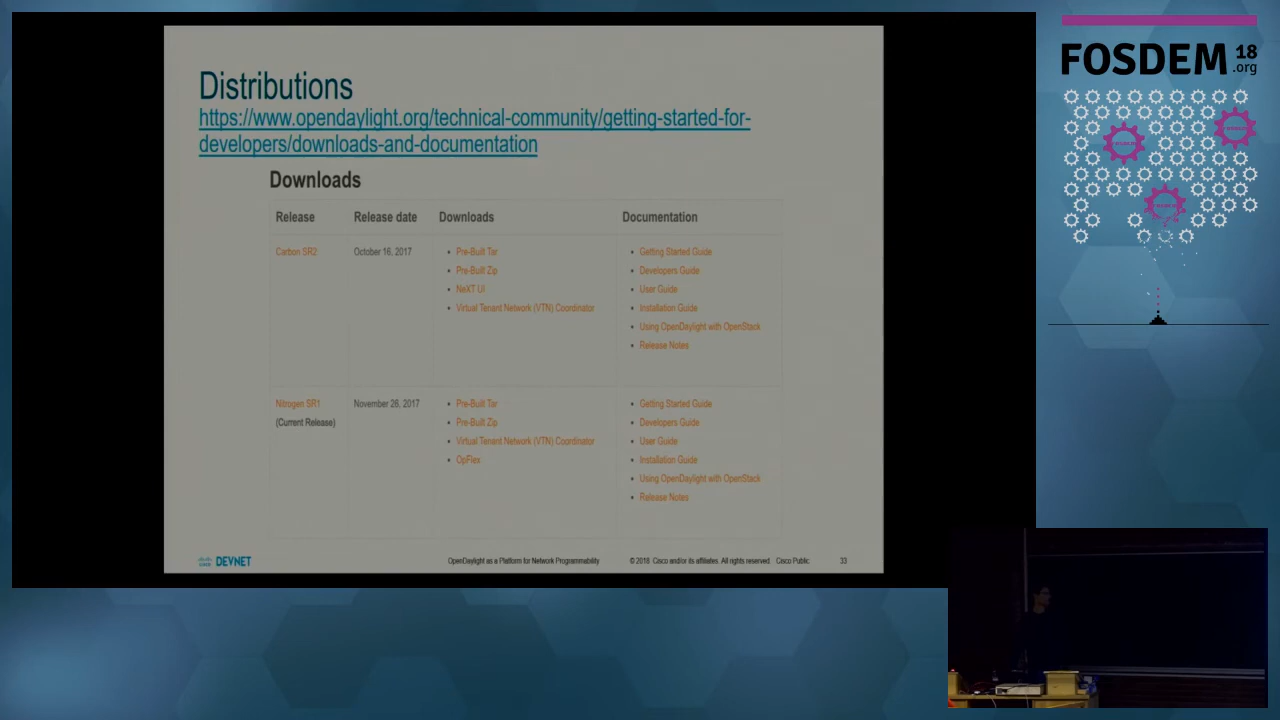 Distributions
https://www.opendaylight.org/technical-community/getting-started-for-
developers/downloads-and-documentation
Downloads
Release Release date Downloads Documentation
Carbon SR2 October 16, 2017 • Pre-Built Tar • Getting Started Guide
• Pre-Built Zip • Developers Guide
• NeXT UI • User Guide
• Virtual Tenant Network (VTN) Coordinator • Installation Guide
• Using OpenDaylight with OpenStack
• Release Notes
Nitrogen SR1 November 26, 2017 • Pre-Built Tar • Getting Started Guide
(Current Release) • Pre-Built Zip • Developers Guide
• Virtual Tenant Network (VTN) Coordinator • User Guide
• OpFlex • Installation Guide
• Using OpenDaylight with OpenStack
• Release Notes
DEVNET OpenDaylight as a Platform for Network Programmability © 2018 Cisco and/or its affiliates. All rights reserved. Cisco Public 33
FOSDEM 18
.org